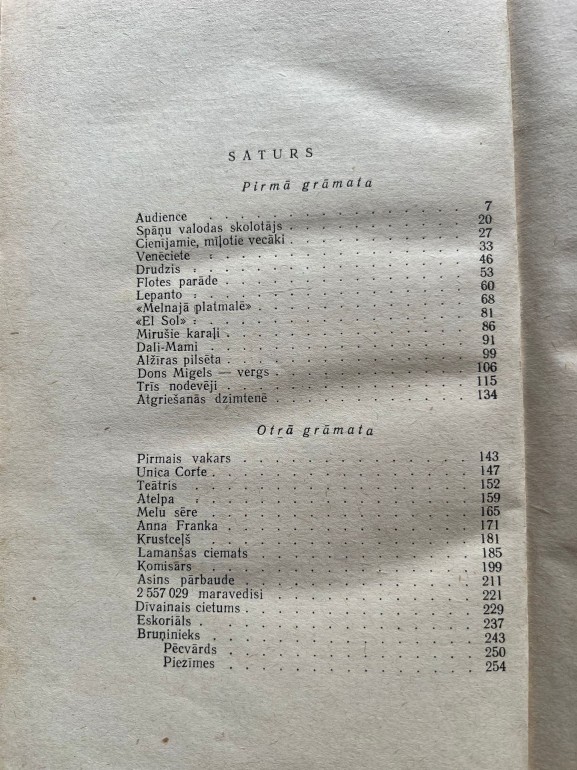 SATURS
Pirmā grāmata
Audience . . . . . . . . . . . 7
Spāņu valodas skolotājs . . . . . . . . 20
Cienījamie, mīļotie vecāki . . . . . . . . 27
Venēciete . . . . . . . . . . . 33
Drudzis . . . . . . . . . . . 46
Flotes parāde . . . . . . . . . . 53
Lepanto . . . . . . . . . . . 60
«Melnajā platmalē» . . . . . . . . . 68
«El Sol» . . . . . . . . . . . 81
Mirušie karaļi . . . . . . . . . . 86
Dali-Mami . . . . . . . . . . . 91
Alžīras pilsēta . . . . . . . . . . 99
Dons Migels — vergs . . . . . . . . . 106
Trīs nodevēji . . . . . . . . . . 115
Atgriešanās dzimtenē . . . . . . . . . 134
Otrā grāmata
Pirmais vakars . . . . . . . . . . 143
Unica Corte . . . . . . . . . . . 147
Teātris . . . . . . . . . . . 152
Atelpa . . . . . . . . . . . 159
Melu sēre . . . . . . . . . . . 165
Anna Franka . . . . . . . . . . 171
Krustceļš . . . . . . . . . . . 181
Lamanšas ciemats . . . . . . . . . . 185
Komisārs . . . . . . . . . . . 199
Asins pārbaude . . . . . . . . . . 211
2 557 029 maravedisi . . . . . . . . . 221
Dīvainais cietums . . . . . . . . . . 229
Eskoriāls . . . . . . . . . . . 237
Bruņinieks . . . . . . . . . . . 243
Pēcvārds . . . . . . . . . . 250
Piezīmes . . . . . . . . . . 254